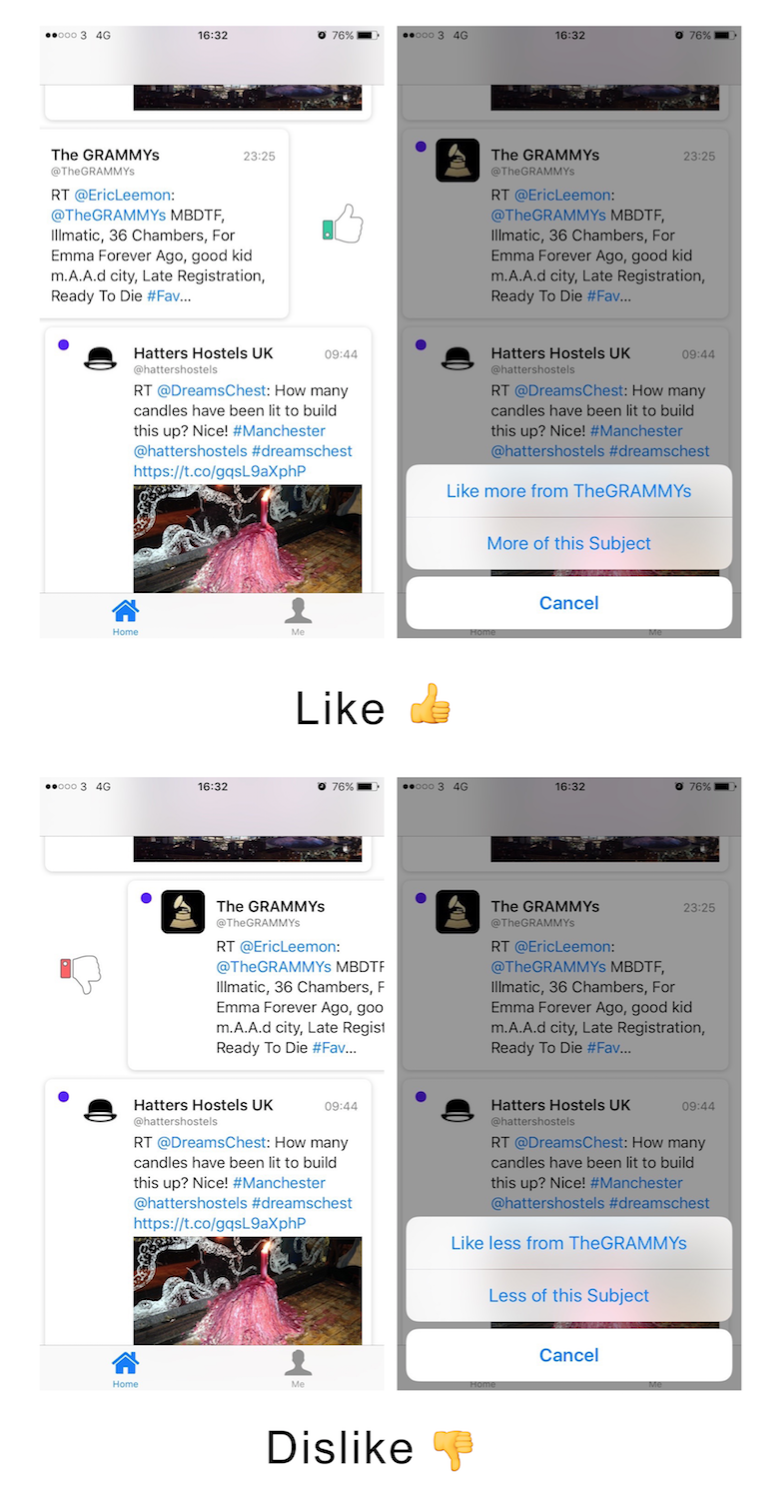 3 4G 16:32 76%
The GRAMMYs 23:25
@TheGRAMMYs
RT @EricLeemon:
@TheGRAMMYs MBDTF,
Illmatic, 36 Chambers, For
Emma Forever Ago, good kid
m.A.A.d city, Late Registration,
Ready To Die #Fav...
Hatters Hostels UK 09:44
@hattershostels
RT @DreamsChest: How many
candles have been lit to build
this up? Nice! #Manchester
@hattershostels #dreamschest
https://t.co/gqsL9aXphP
Home Me
3 4G 16:32 76%
The GRAMMYs 23:25
@TheGRAMMYs
RT @EricLeemon:
@TheGRAMMYs MBDTF,
Illmatic, 36 Chambers, For
Emma Forever Ago, good kid
m.A.A.d city, Late Registration,
Ready To Die #Fav...
Hatters Hostels UK 09:44
@hattershostels
RT @DreamsChest: How many
candles have been lit to build
this up? Nice! #Manchester
@hattershostels #dreamschest
Like more from TheGRAMMYs
More of this Subject
Cancel
Home Me
Like
3 4G 16:32 76%
The GRAMMYs
@TheGRAMMYs
RT @EricLeemon:
@TheGRAMMYs MBDTF
Illmatic, 36 Chambers, F
Emma Forever Ago, goo
m.A.A.d city, Late Regist
Ready To Die #Fav...
Hatters Hostels UK 09:44
@hattershostels
RT @DreamsChest: How many
candles have been lit to build
this up? Nice! #Manchester
@hattershostels #dreamschest
https://t.co/gqsL9aXphP
Home Me
3 4G 16:32 76%
The GRAMMYs 23:25
@TheGRAMMYs
RT @EricLeemon:
@TheGRAMMYs MBDTF,
Illmatic, 36 Chambers, For
Emma Forever Ago, good kid
m.A.A.d city, Late Registration,
Ready To Die #Fav...
Hatters Hostels UK 09:44
@hattershostels
RT @DreamsChest: How many
candles have been lit to build
this up? Nice! #Manchester
@hattershostels #dreamschest
Like less from TheGRAMMYs
Less of this Subject
Cancel
Home Me
Dislike